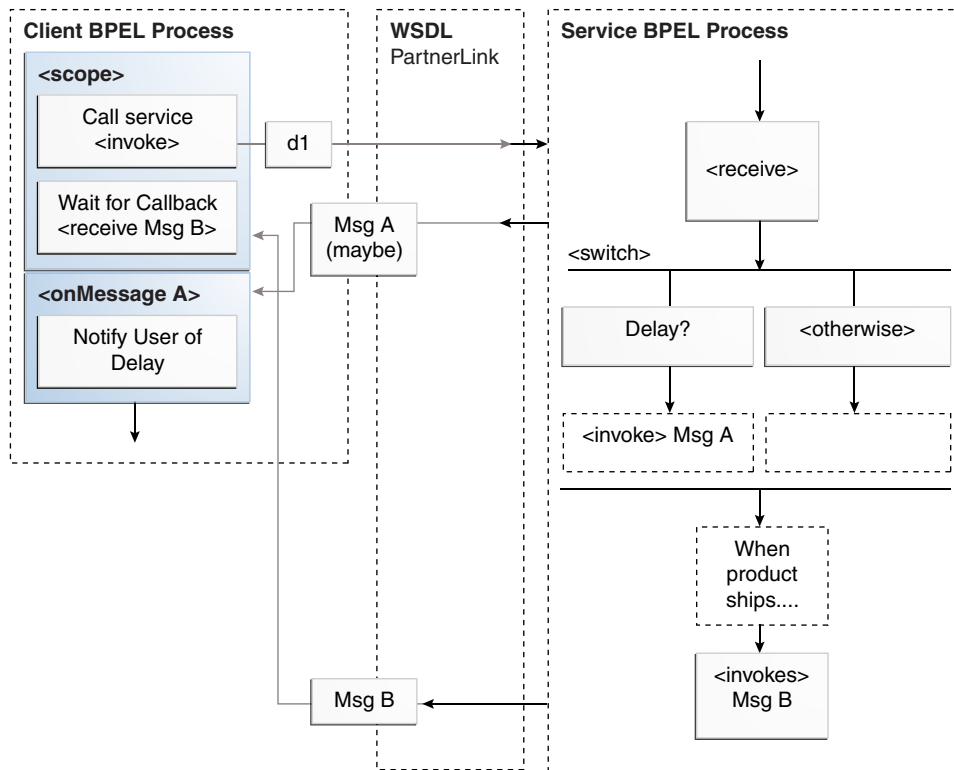 Client BPEL Process
<scope>
Call service
<invoke>
d1
Wait for Callback
<receive Msg B>
<onMessage A>
Notify User of
Delay
WSDL
PartnerLink
Msg A
(maybe)
Msg B
Service BPEL Process
<receive>
<switch>
Delay?
<otherwise>
<invoke> Msg A
When
product
ships....
<invokes>
Msg B